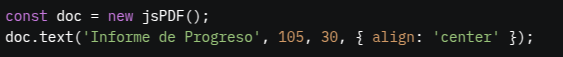 const doc = new jsPDF();
doc.text('Informe de Progreso', 105, 30, { align: 'center' });